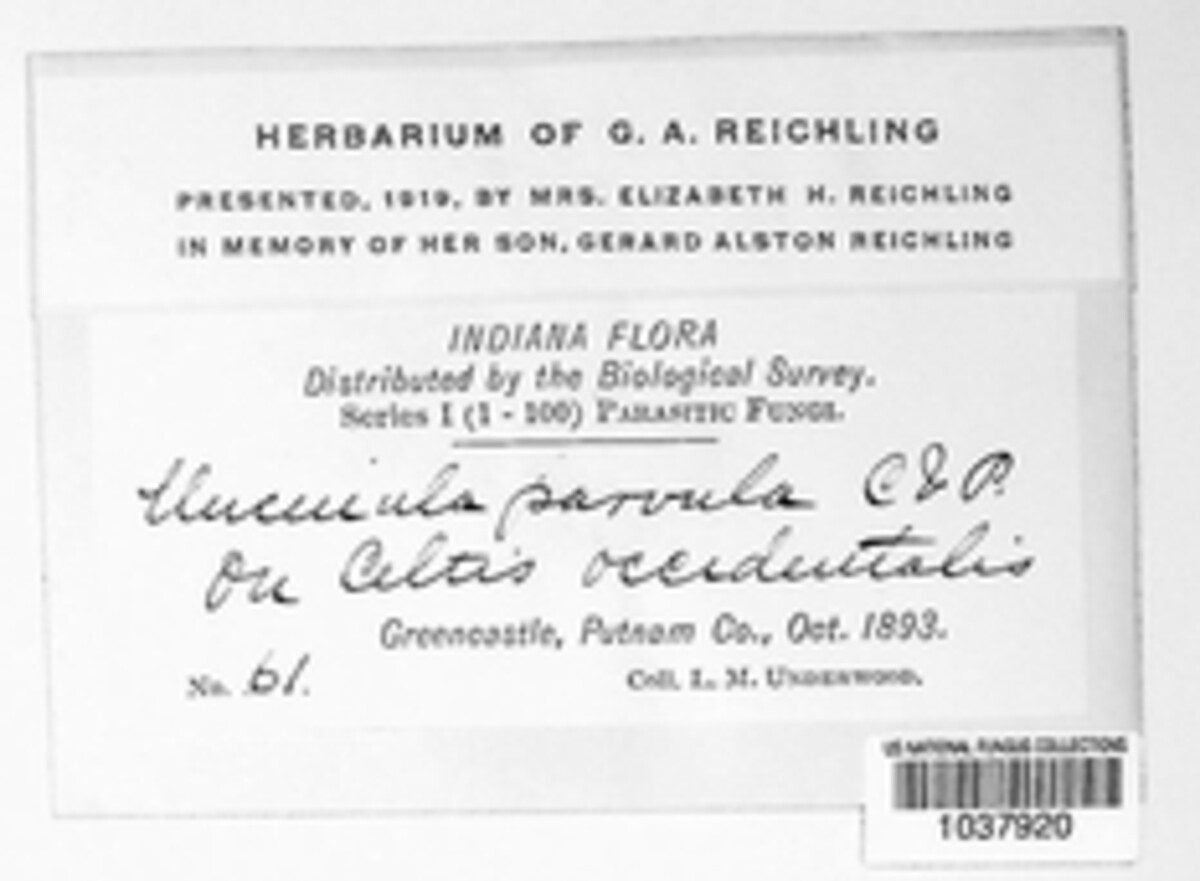 HERBARIUM OF G. A. REICHLING
PRESENTED, 1919, BY MRS. ELIZABETH H. REICHLING
IN MEMORY OF HER SON, GERARD ALSTON REICHLING
INDIANA FLORA
Distributed by the Biological Survey.
Series I (1 - 100) PARASITIC FUNGI.
Uncinula parvula C & P.
On Celtis occidentalis
Greencastle, Putnam Co., Oct. 1893.
No. 61. Coll. L. M. UNDERWOOD.
US NATIONAL FUNGUS COLLECTIONS
1037920